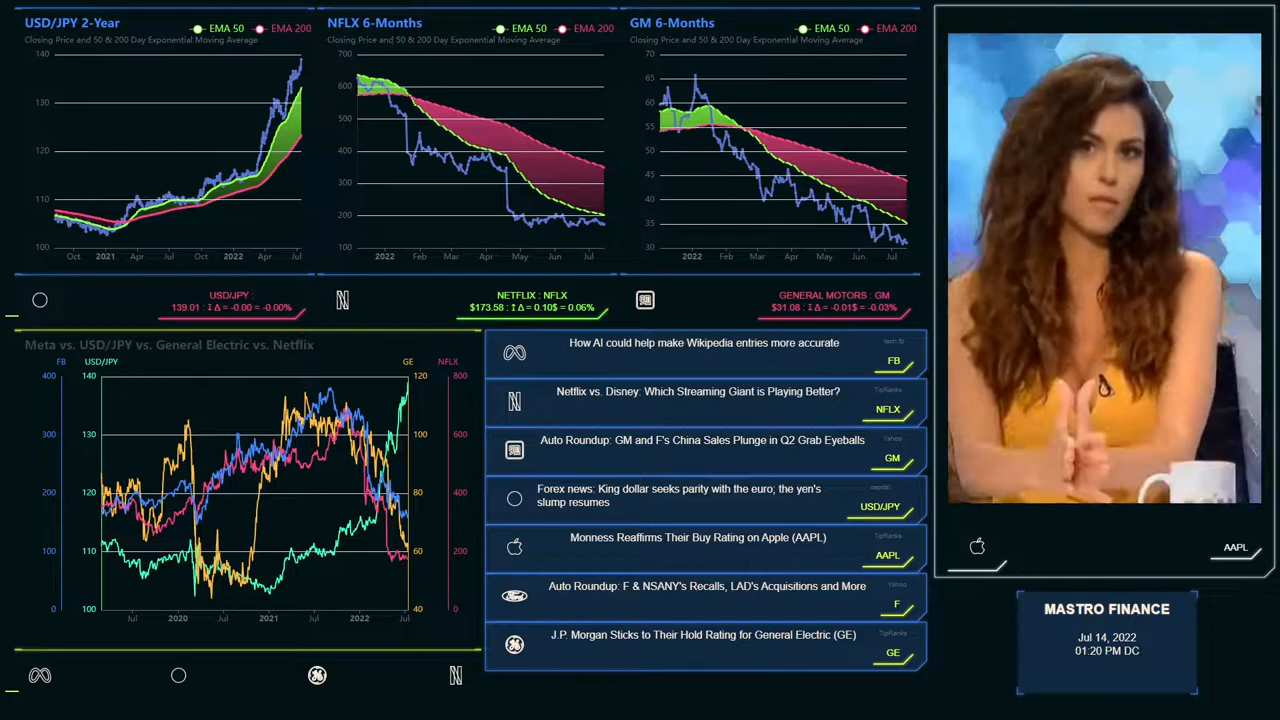 USD/JPY 2-Year
EMA 50 EMA 200
Closing Price and 50 & 200 Day Exponential Moving Average
140
130
120
110
100
Oct 2021 Apr Jul Oct 2022 Apr Jul
NFLX 6-Months
EMA 50 EMA 200
Closing Price and 50 & 200 Day Exponential Moving Average
700
600
500
400
300
200
100
2022 Feb Mar Apr May Jun Jul
GM 6-Months
EMA 50 EMA 200
Closing Price and 50 & 200 Day Exponential Moving Average
70
65
60
55
50
45
40
35
30
2022 Feb Mar Apr May Jun Jul
USD/JPY :
139.01 : I Δ = -0.00 = -0.00%
NETFLIX : NFLX
$173.58 : I Δ = 0.10$ = 0.06%
GENERAL MOTORS : GM
$31.08 : I Δ = -0.01$ = -0.03%
Meta vs. USD/JPY vs. General Electric vs. Netflix
FB USD/JPY GE NFLX
400 140 120 800
300 130 100 600
200 120 80 400
100 110 60 200
0 100 40 0
Jul 2020 Jul 2021 Jul 2022 Jul
How AI could help make Wikipedia entries more accurate
tech.fb
FB
Netflix vs. Disney: Which Streaming Giant is Playing Better?
TipRanks
NFLX
Auto Roundup: GM and F's China Sales Plunge in Q2 Grab Eyeballs
Yahoo
GM
Forex news: King dollar seeks parity with the euro; the yen's
slump resumes
capital
USD/JPY
Monness Reaffirms Their Buy Rating on Apple (AAPL)
TipRanks
AAPL
Auto Roundup: F & NSANY's Recalls, LAD's Acquisitions and More
Yahoo
Ford
F
J.P. Morgan Sticks to Their Hold Rating for General Electric (GE)
TipRanks
GE
AAPL
MASTRO FINANCE
Jul 14, 2022
01:20 PM DC